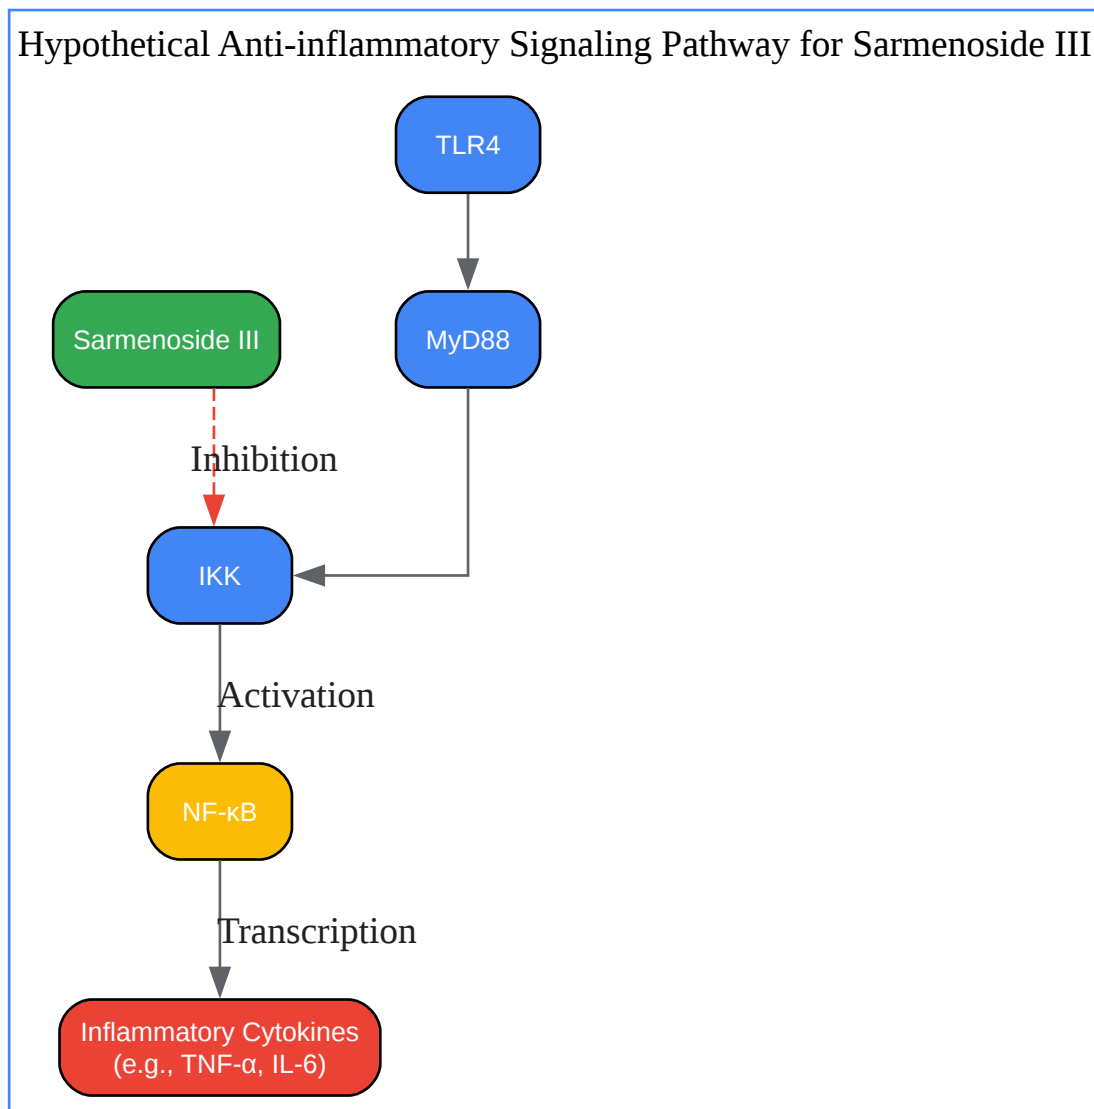 Hypothetical Anti-inflammatory Signaling Pathway for Sarmenoside III
TLR4
Sarmenoside III
MyD88
Inhibition
IKK
Activation
NF-κB
Transcription
Inflammatory Cytokines
(e.g., TNF-α, IL-6)